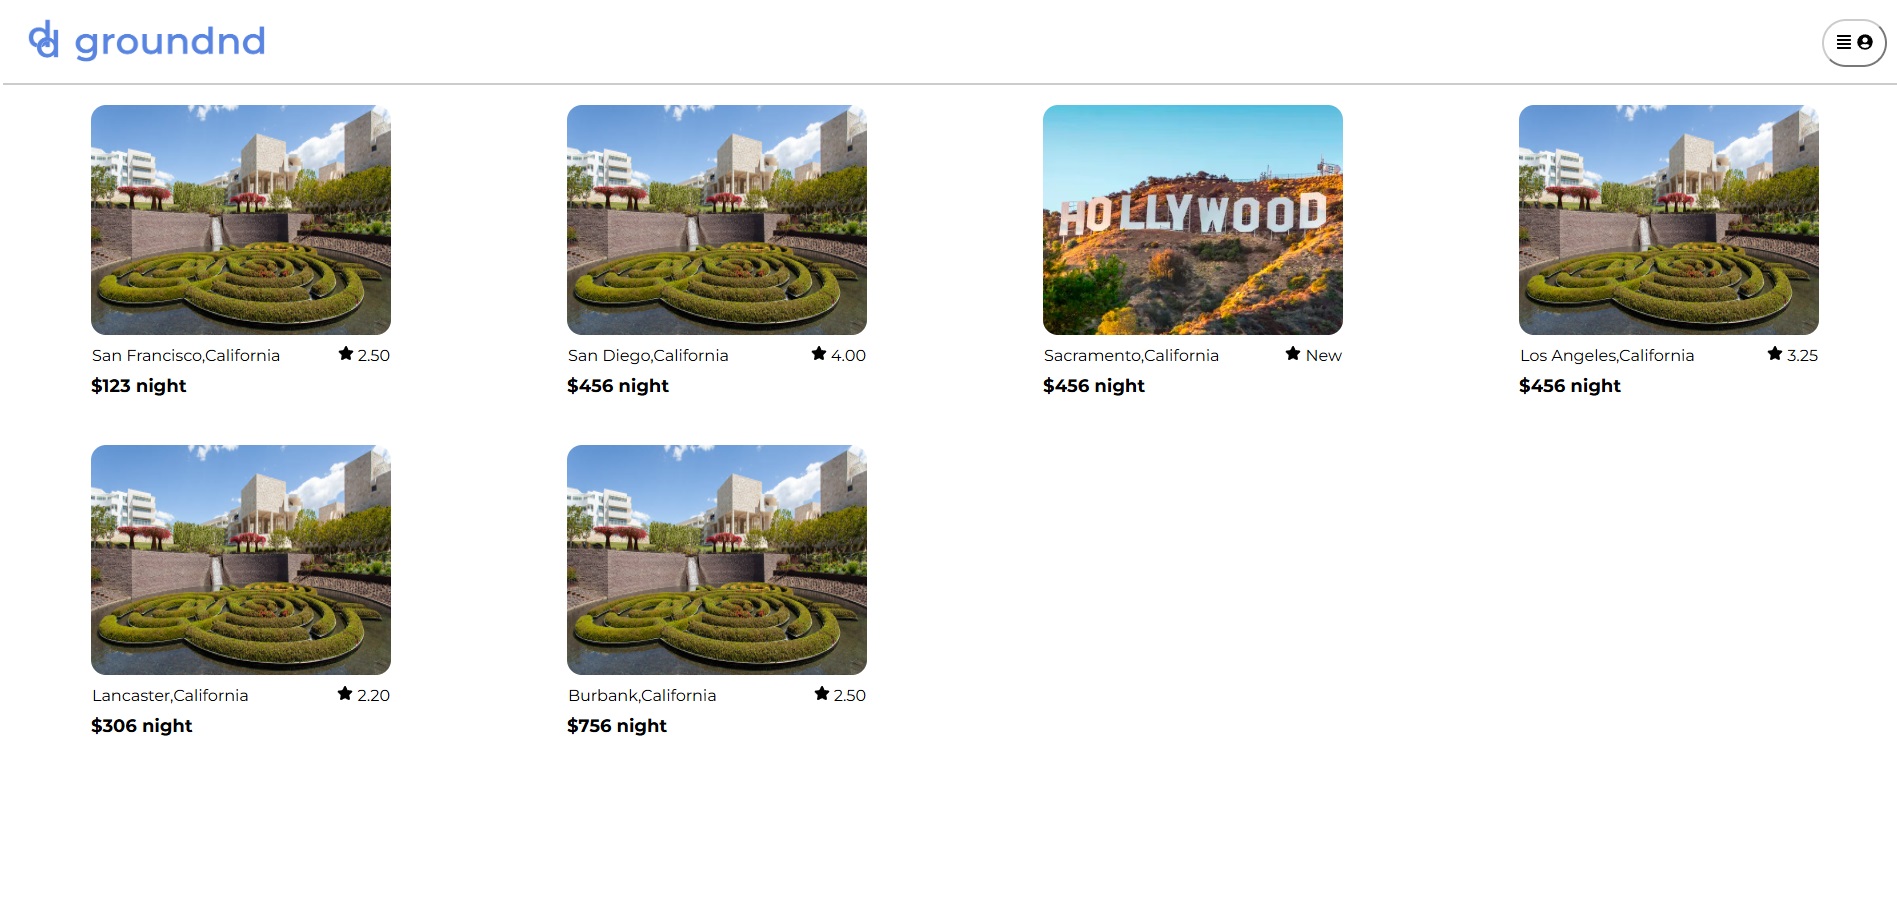 groundnd
HOLLYWOOD
San Francisco,California 2.50
$123 night
San Diego,California 4.00
$456 night
Sacramento,California New
$456 night
Los Angeles,California 3.25
$456 night
Lancaster,California 2.20
$306 night
Burbank,California 2.50
$756 night